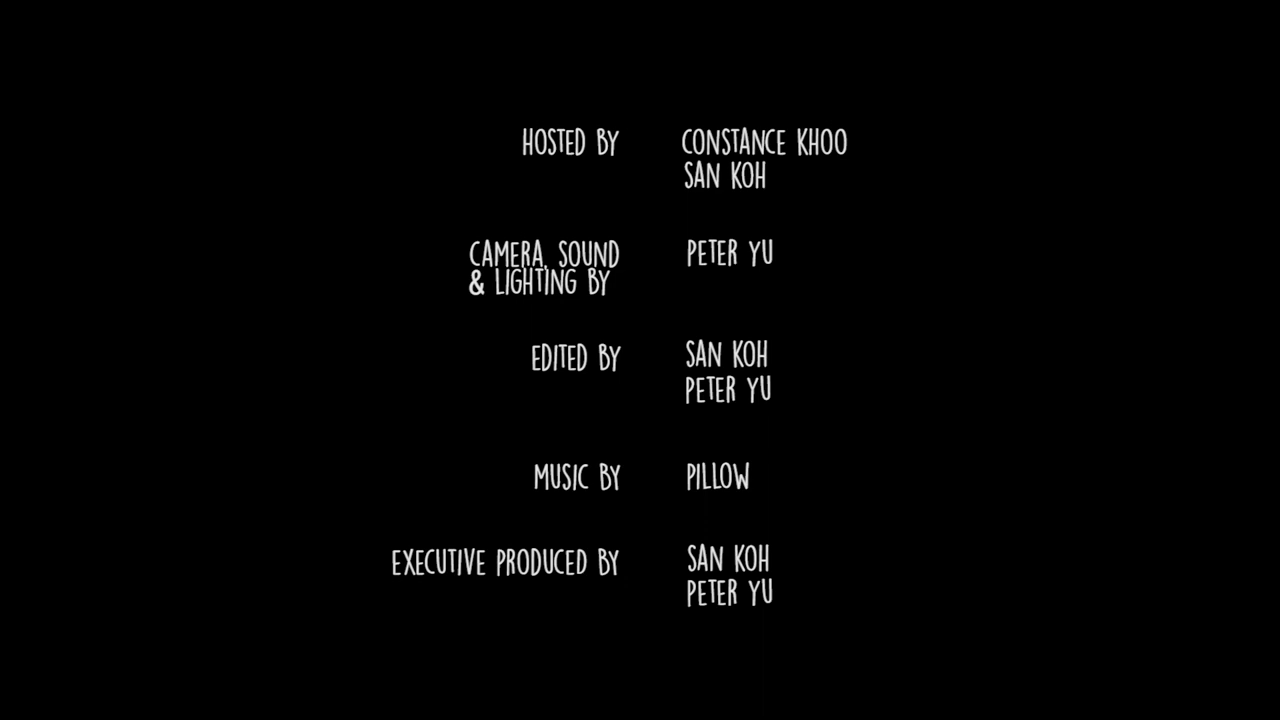 HOSTED BY CONSTANCE KHOO
SAN KOH
CAMERA, SOUND PETER YU
& LIGHTING BY
EDITED BY SAN KOH
PETER YU
MUSIC BY PILLOW
EXECUTIVE PRODUCED BY SAN KOH
PETER YU